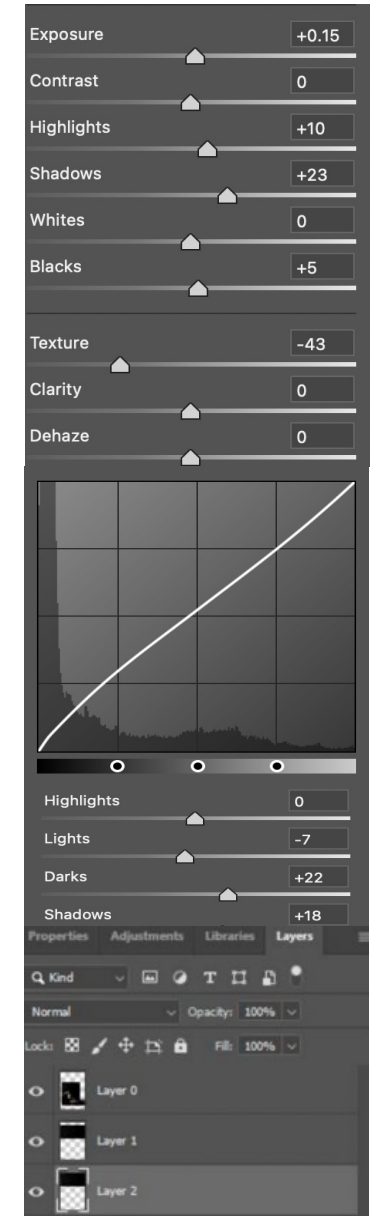 Exposure +0.15
Contrast 0
Highlights +10
Shadows +23
Whites 0
Blacks +5
Texture -43
Clarity 0
Dehaze 0
Highlights 0
Lights -7
Darks +22
Shadows +18
Properties Adjustments Libraries Layers
Kind
Normal Opacity: 100%
Lock: Fill: 100%
Layer 0
Layer 1
Layer 2